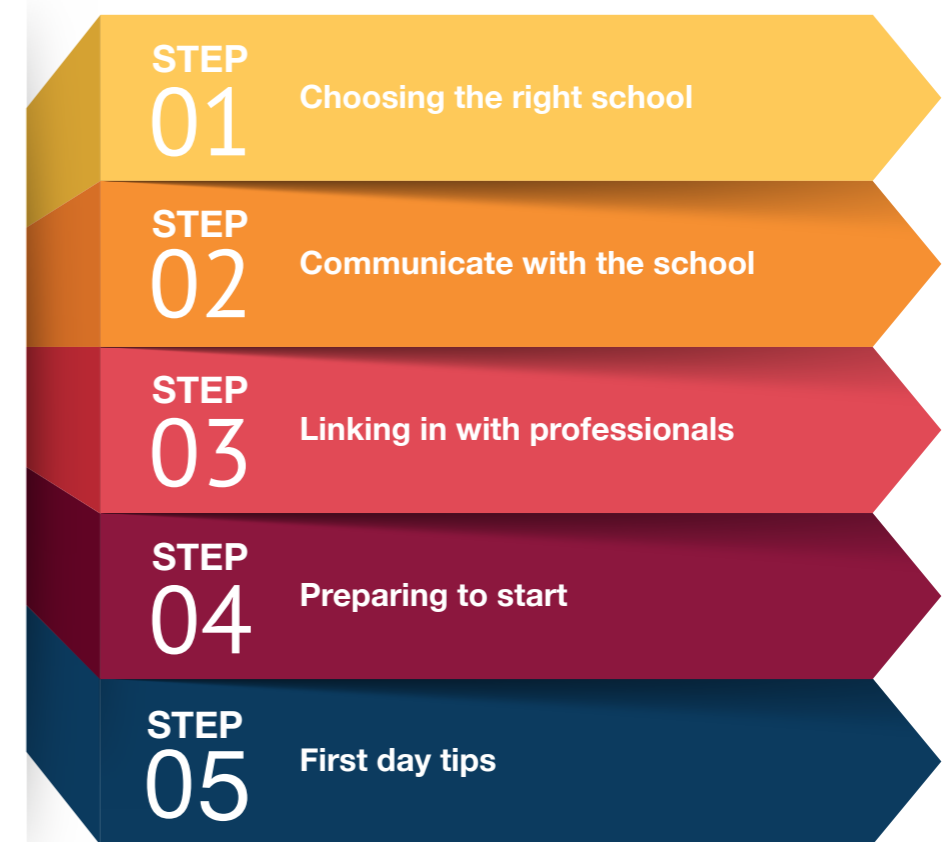 STEP
01
Choosing the right school
STEP
02
Communicate with the school
STEP
03
Linking in with professionals
STEP
04
Preparing to start
STEP
05
First day tips